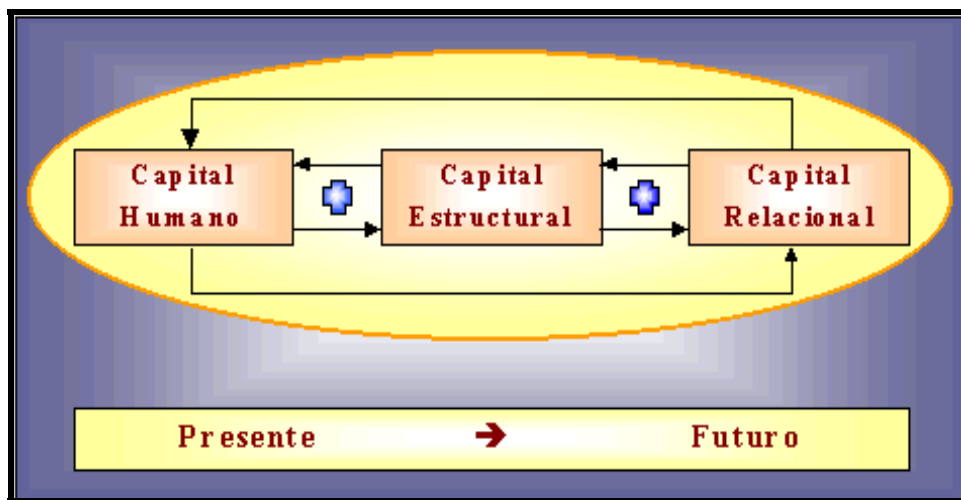 Capital
Humano
Capital
Estructural
Capital
Relacional
Presente → Futuro